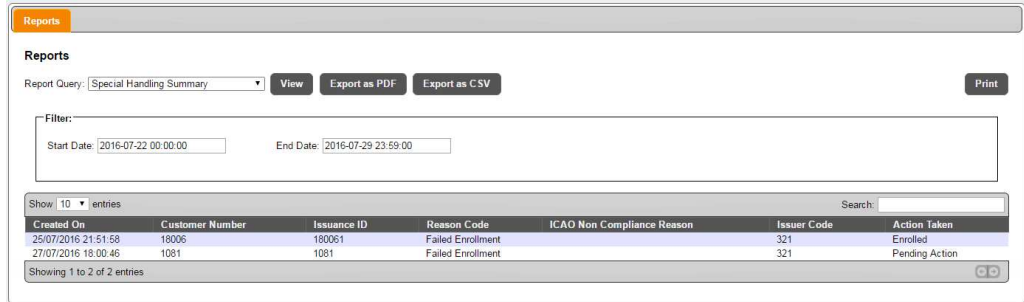 Reports
Reports
Report Query: Special Handling Summary View Export as PDF Export as CSV Print
Filter:
Start Date: 2016-07-22 00:00:00 End Date: 2016-07-29 23:59:00
Show 10 entries Search:
Created On Customer Number Issuance ID Reason Code ICAO Non Compliance Reason Issuer Code Action Taken
25/07/2016 21:51:58 18006 180061 Failed Enrollment 321 Enrolled
27/07/2016 18:00:46 1081 1081 Failed Enrollment 321 Pending Action
Showing 1 to 2 of 2 entries